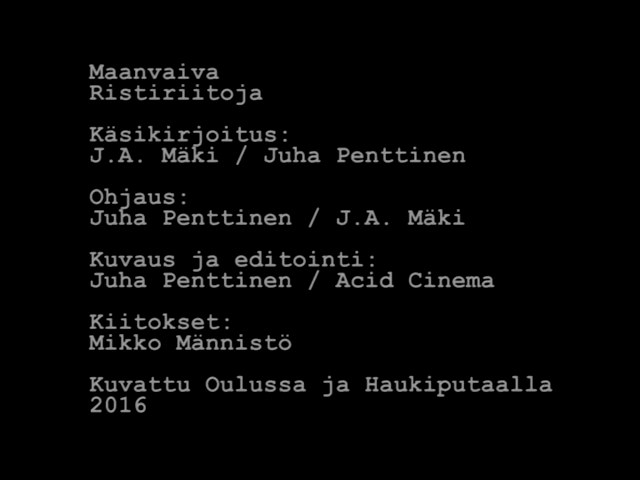 Maanvaiva
Ristiriitoja
Käsikirjoitus:
J.A. Mäki / Juha Penttinen
Ohjaus:
Juha Penttinen / J.A. Mäki
Kuvaus ja editointi:
Juha Penttinen / Acid Cinema
Kiitokset:
Mikko Männistö
Kuvattu Oulussa ja Haukiputaalla
2016